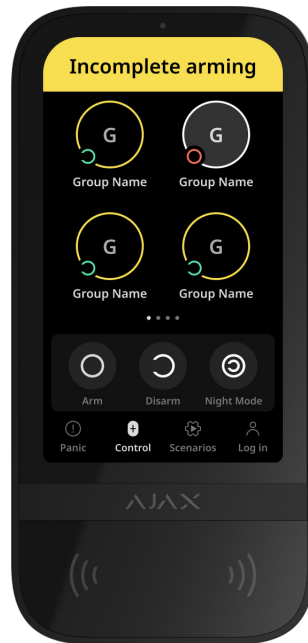 Incomplete arming
G
G
Group Name
Group Name
G
G
Group Name
Group Name
Arm
Disarm
Night Mode
Panic
Control
Scenarios
Log in
AJAX